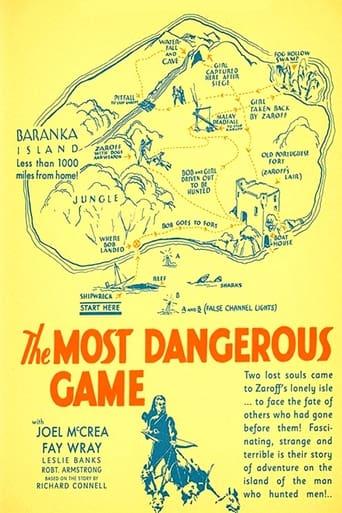 WATER-
FALL
AND
CAVE
GIRL
CAPTURED
HERE AFTER
SIEGE
FOG HOLLOW
SWAMP
PITFALL
GIRL
TAKEN BACK
BY ZAROFF
MALAY
DEADFALL
BARANKA
ISLAND
Less than 1000
miles from home!
ZAROFF
WITH DOGS
AND WEAPON
OLD PORTUGUESE
FORT
(ZAROFF'S
LAIR)
BOB AND GIRL
DRIVEN OUT
TO BE
HUNTED
JUNGLE
BOB GOES TO FORT
WHERE
BOB
LANDED
BOAT
HOUSE
A
REEF
SHARKS
SHIPWRICK
START HERE
B
A AND B (FALSE CHANNEL LIGHTS)
The MOST DANGEROUS
GAME
with
JOEL McCREA
FAY WRAY
LESLIE BANKS
ROBT. ARMSTRONG
BASED ON THE STORY BY
RICHARD CONNELL
Two lost souls came
to Zaroff's lonely isle
... to face the fate of
others who had gone
before them! Fasci-
nating, strange and
terrible is their story
of adventure on the
island of the man
who hunted men!..